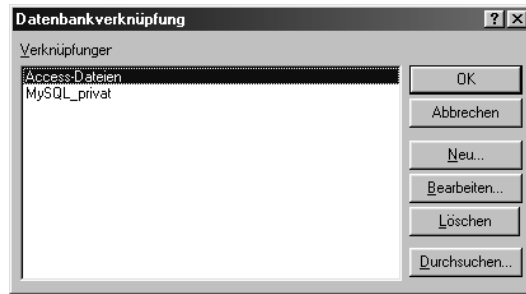 Datenbankverknüpfung
Verknüpfunger
Access-Dateien
MySQL_privat
OK
Abbrechen
Neu...
Bearbeiten...
Löschen
Durchsuchen...